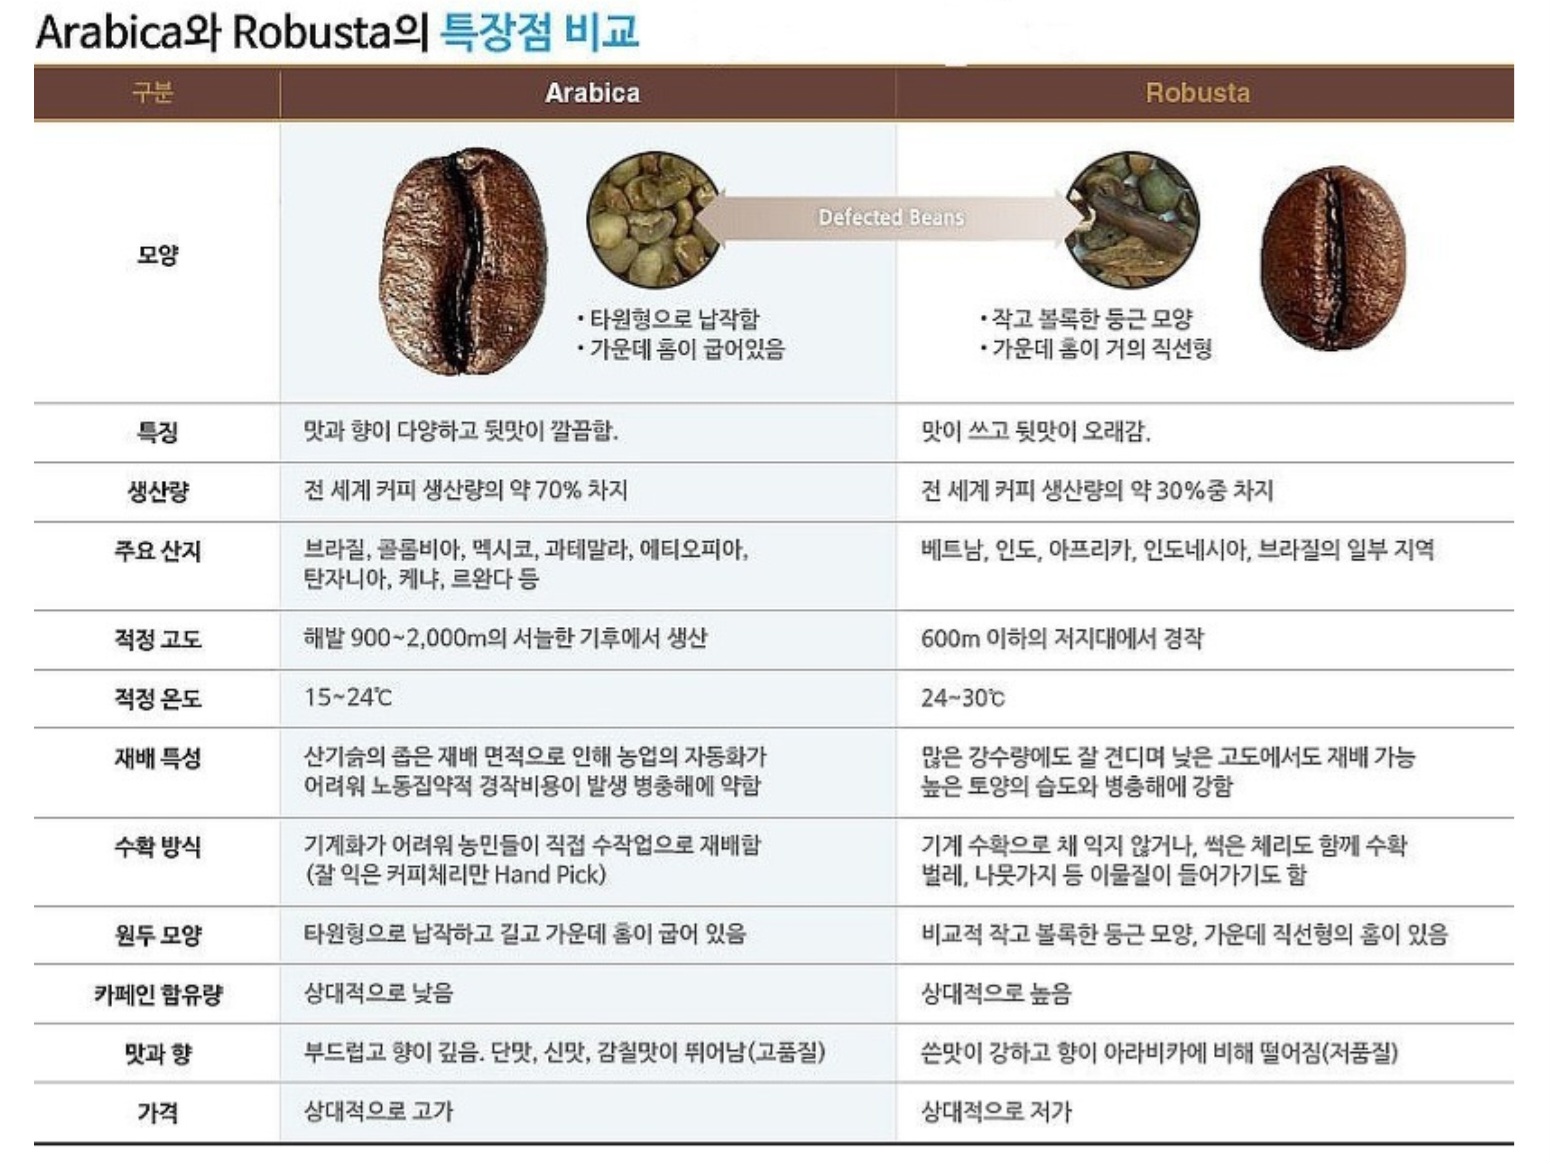 Arabica와 Robusta의 특장점 비교
구분 Arabica Robusta
Defected Beans
모양
• 타원형으로 납작함
• 가운데 홈이 굽어있음
• 작고 볼록한 둥근 모양
• 가운데 홈이 거의 직선형
특징 맛과 향이 다양하고 뒷맛이 깔끔함. 맛이 쓰고 뒷맛이 오래감.
생산량 전 세계 커피 생산량의 약 70% 차지 전 세계 커피 생산량의 약 30%중 차지
주요 산지 브라질, 콜롬비아, 멕시코, 과테말라, 에티오피아, 베트남, 인도, 아프리카, 인도네시아, 브라질의 일부 지역
탄자니아, 케냐, 르완다 등
적정 고도 해발 900~2,000m의 서늘한 기후에서 생산 600m 이하의 저지대에서 경작
적정 온도 15~24℃ 24~30℃
재배 특성 산기슭의 좁은 재배 면적으로 인해 농업의 자동화가 많은 강수량에도 잘 견디며 낮은 고도에서도 재배 가능
어려워 노동집약적 경작비용이 발생 병충해에 약함 높은 토양의 습도와 병충해에 강함
수확 방식 기계화가 어려워 농민들이 직접 수작업으로 재배함 기계 수확으로 채 익지 않거나, 썩은 체리도 함께 수확
(잘 익은 커피체리만 Hand Pick) 벌레, 나뭇가지 등 이물질이 들어가기도 함
원두 모양 타원형으로 납작하고 길고 가운데 홈이 굽어 있음 비교적 작고 볼록한 둥근 모양, 가운데 직선형의 홈이 있음
카페인 함유량 상대적으로 낮음 상대적으로 높음
맛과 향 부드럽고 향이 깊음. 단맛, 신맛, 감칠맛이 뛰어남(고품질) 쓴맛이 강하고 향이 아라비카에 비해 떨어짐(저품질)
가격 상대적으로 고가 상대적으로 저가